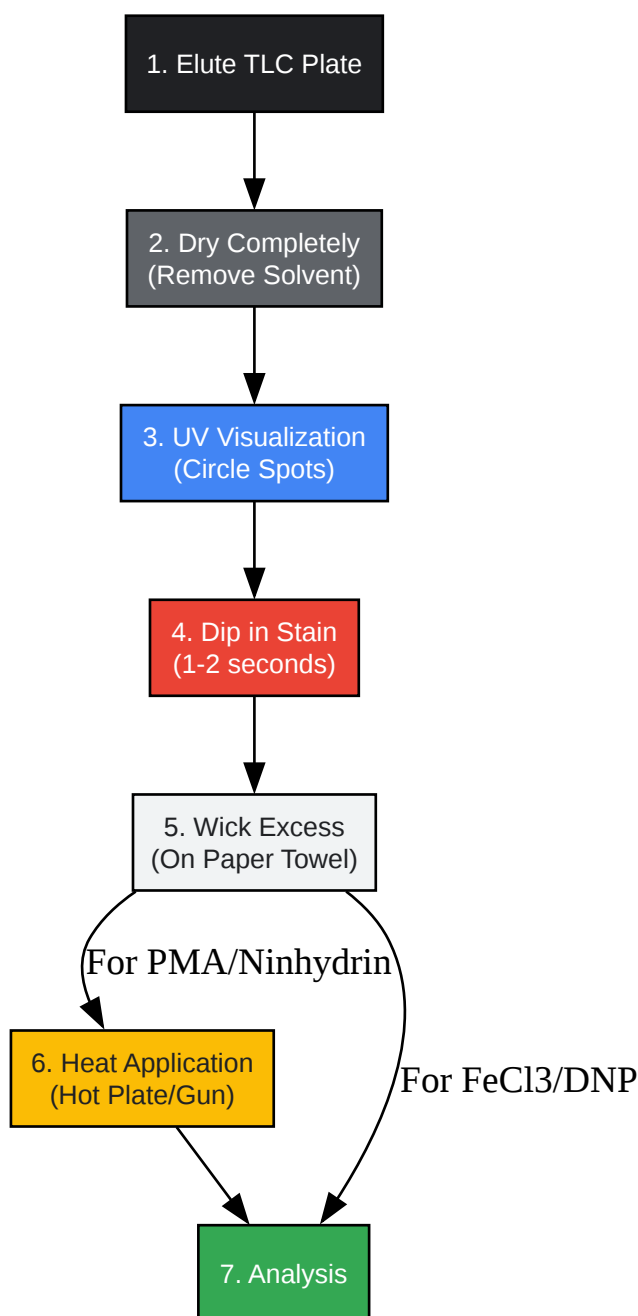 1. Elute TLC Plate
2. Dry Completely
(Remove Solvent)
3. UV Visualization
(Circle Spots)
4. Dip in Stain
(1-2 seconds)
5. Wick Excess
(On Paper Towel)
For PMA/Ninhydrin
6. Heat Application
(Hot Plate/Gun)
For FeCl3/DNP
7. Analysis